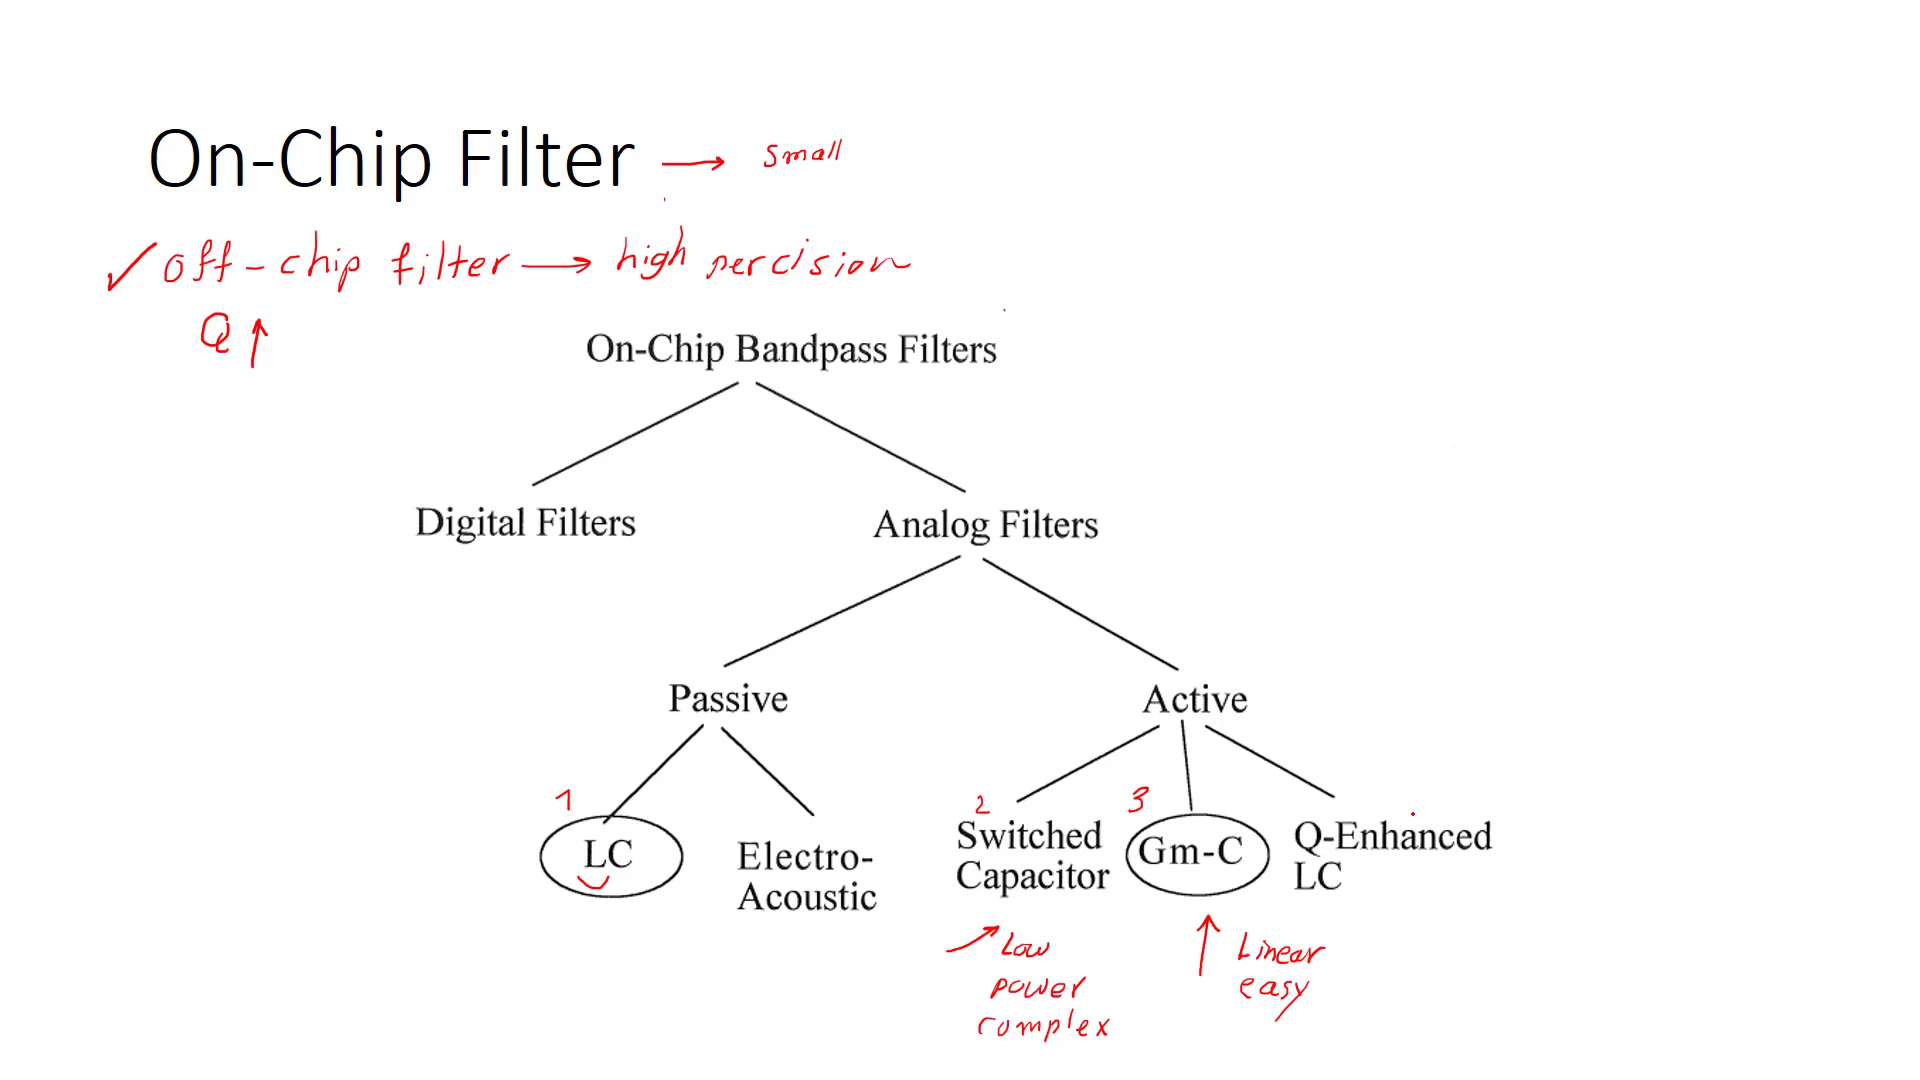 On-Chip Filter → small
✓ off-chip filter → high percision
Q ↑
On-Chip Bandpass Filters
Digital Filters
Analog Filters
Passive
Active
1
2
3
LC
Electro-
Acoustic
Switched
Capacitor
Gm-C
Q-Enhanced
LC
Low
power
complex
Linear
easy